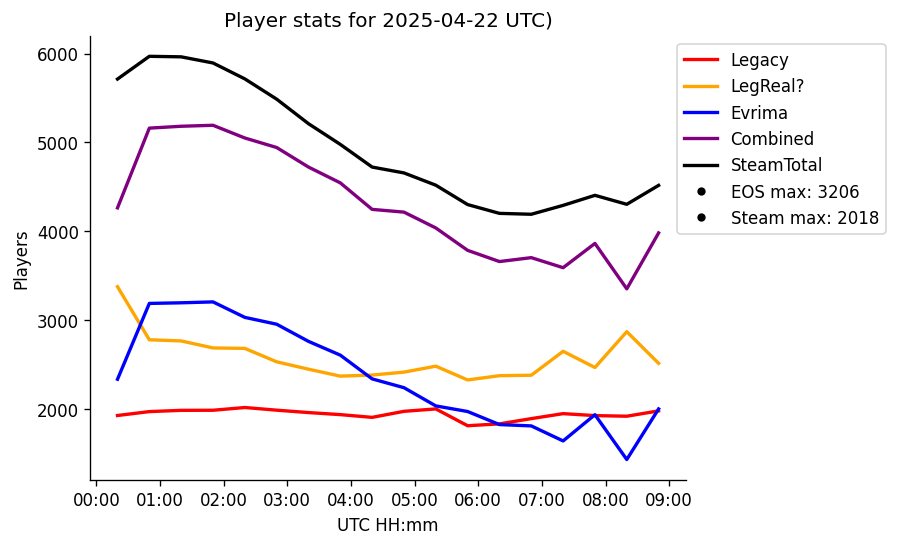 Player stats for 2025-04-22 UTC)
Legacy
LegReal?
Evrima
Combined
SteamTotal
EOS max: 3206
Steam max: 2018
Players
6000
5000
4000
3000
2000
00:00 01:00 02:00 03:00 04:00 05:00 06:00 07:00 08:00 09:00
UTC HH:mm